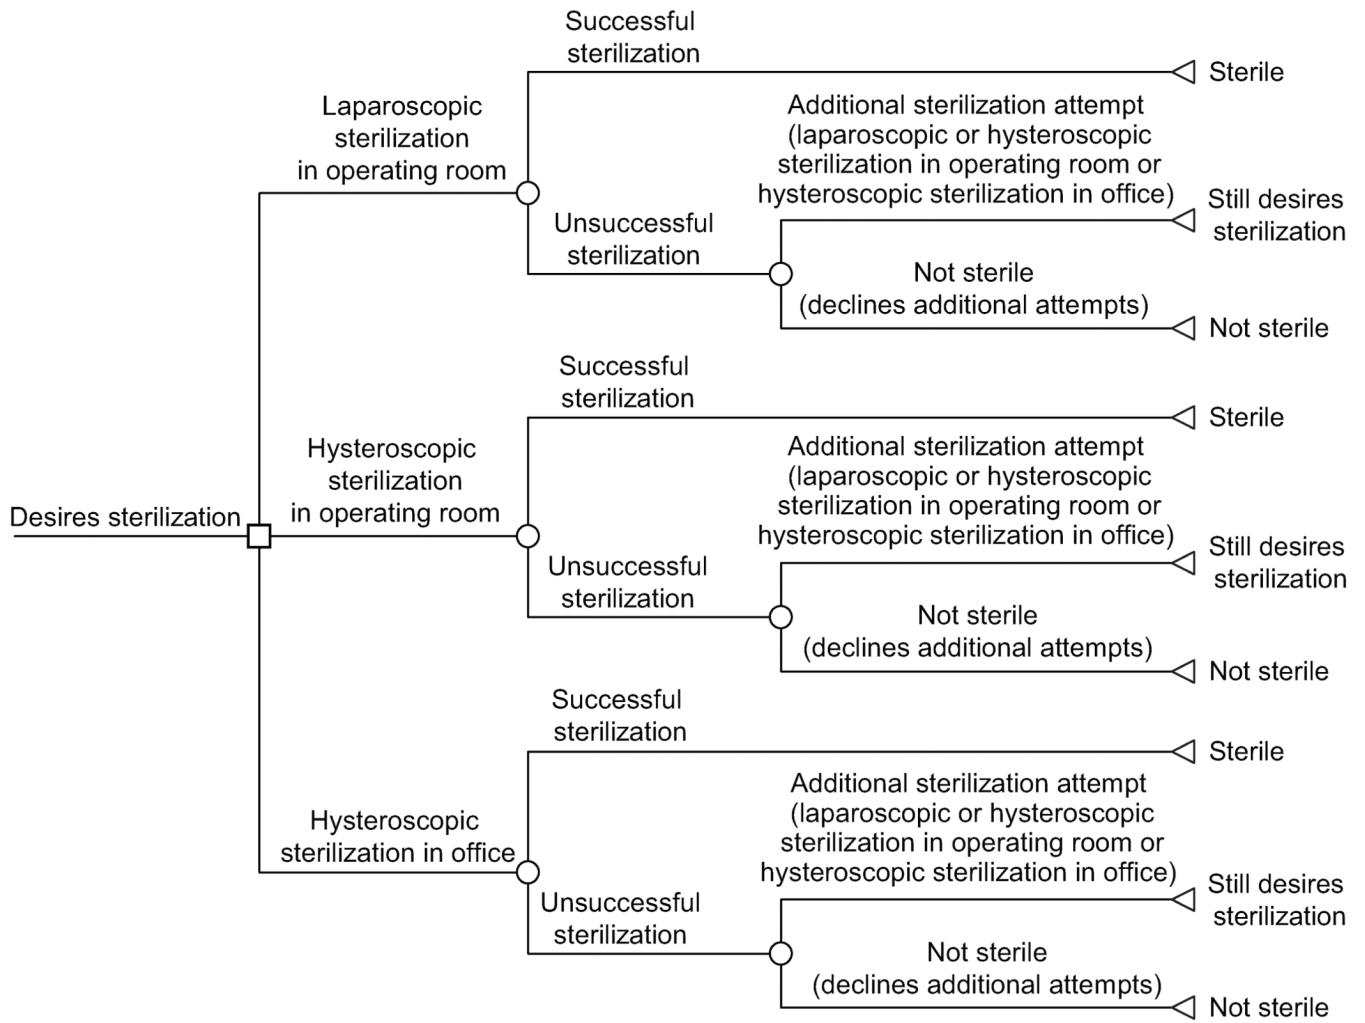 Successful
sterilization
Sterile
Laparoscopic
sterilization
in operating room
Additional sterilization attempt
(laparoscopic or hysteroscopic
sterilization in operating room or
hysteroscopic sterilization in office)
Still desires
sterilization
Unsuccessful
sterilization
Not sterile
(declines additional attempts)
Not sterile
Successful
sterilization
Sterile
Hysteroscopic
sterilization
in operating room
Desires sterilization
Additional sterilization attempt
(laparoscopic or hysteroscopic
sterilization in operating room or
hysteroscopic sterilization in office)
Still desires
sterilization
Unsuccessful
sterilization
Not sterile
(declines additional attempts)
Not sterile
Successful
sterilization
Sterile
Hysteroscopic
sterilization in office
Additional sterilization attempt
(laparoscopic or hysteroscopic
sterilization in operating room or
hysteroscopic sterilization in office)
Still desires
sterilization
Unsuccessful
sterilization
Not sterile
(declines additional attempts)
Not sterile